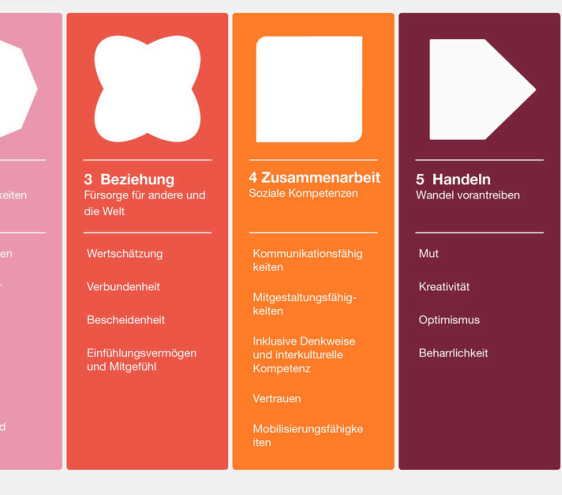 keiten
en
d
3 Beziehung
Fürsorge für andere und
die Welt
Wertschätzung
Verbundenheit
Bescheidenheit
Einfühlungsvermögen
und Mitgefühl
4 Zusammenarbeit
Soziale Kompetenzen
Kommunikationsfähig
keiten
Mitgestaltungsfähig-
keiten
Inklusive Denkweise
und interkulturelle
Kompetenz
Vertrauen
Mobilisierungsfähigke
iten
5 Handeln
Wandel vorantreiben
Mut
Kreativität
Optimismus
Beharrlichkeit